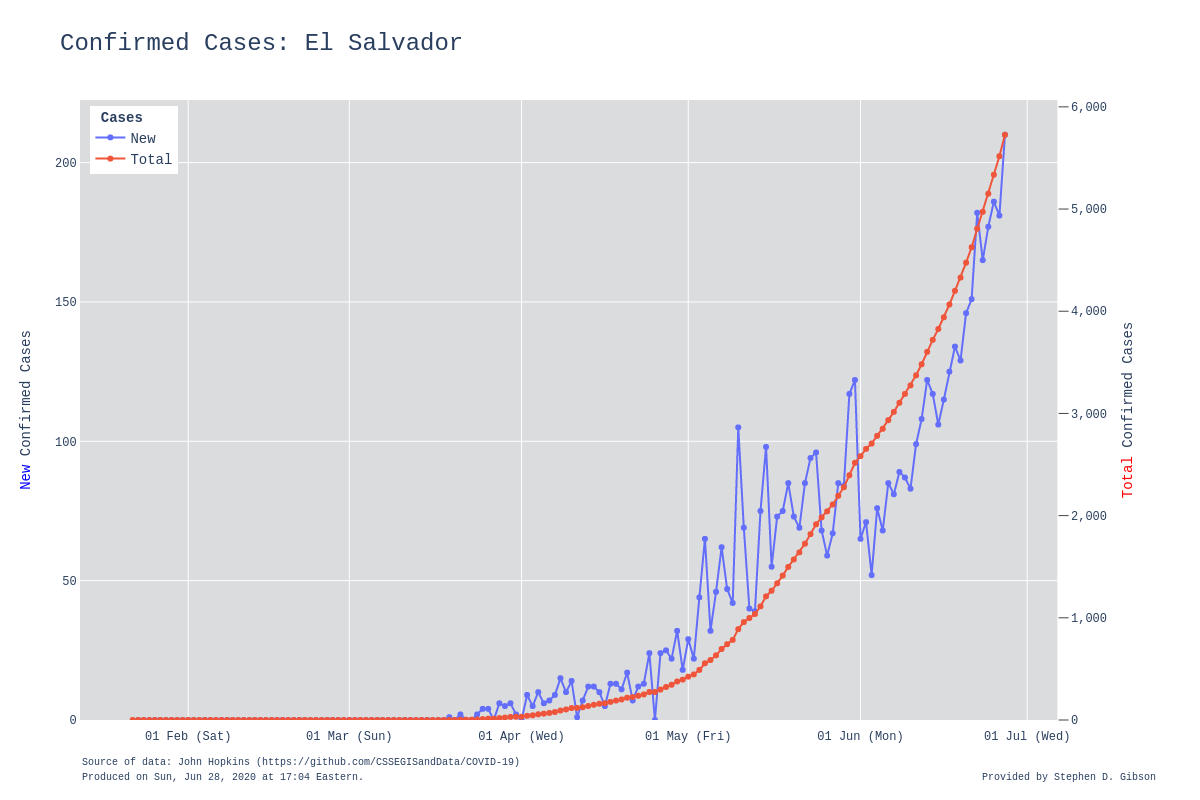 Confirmed Cases: El Salvador
Cases
New
Total
200
150
100
50
0
6,000
5,000
4,000
3,000
2,000
1,000
0
New Confirmed Cases
Total Confirmed Cases
01 Feb (Sat)
01 Mar (Sun)
01 Apr (Wed)
01 May (Fri)
01 Jun (Mon)
01 Jul (Wed)
Source of data: John Hopkins (https://github.com/CSSEGISandData/COVID-19)
Produced on Sun, Jun 28, 2020 at 17:04 Eastern.
Provided by Stephen D. Gibson